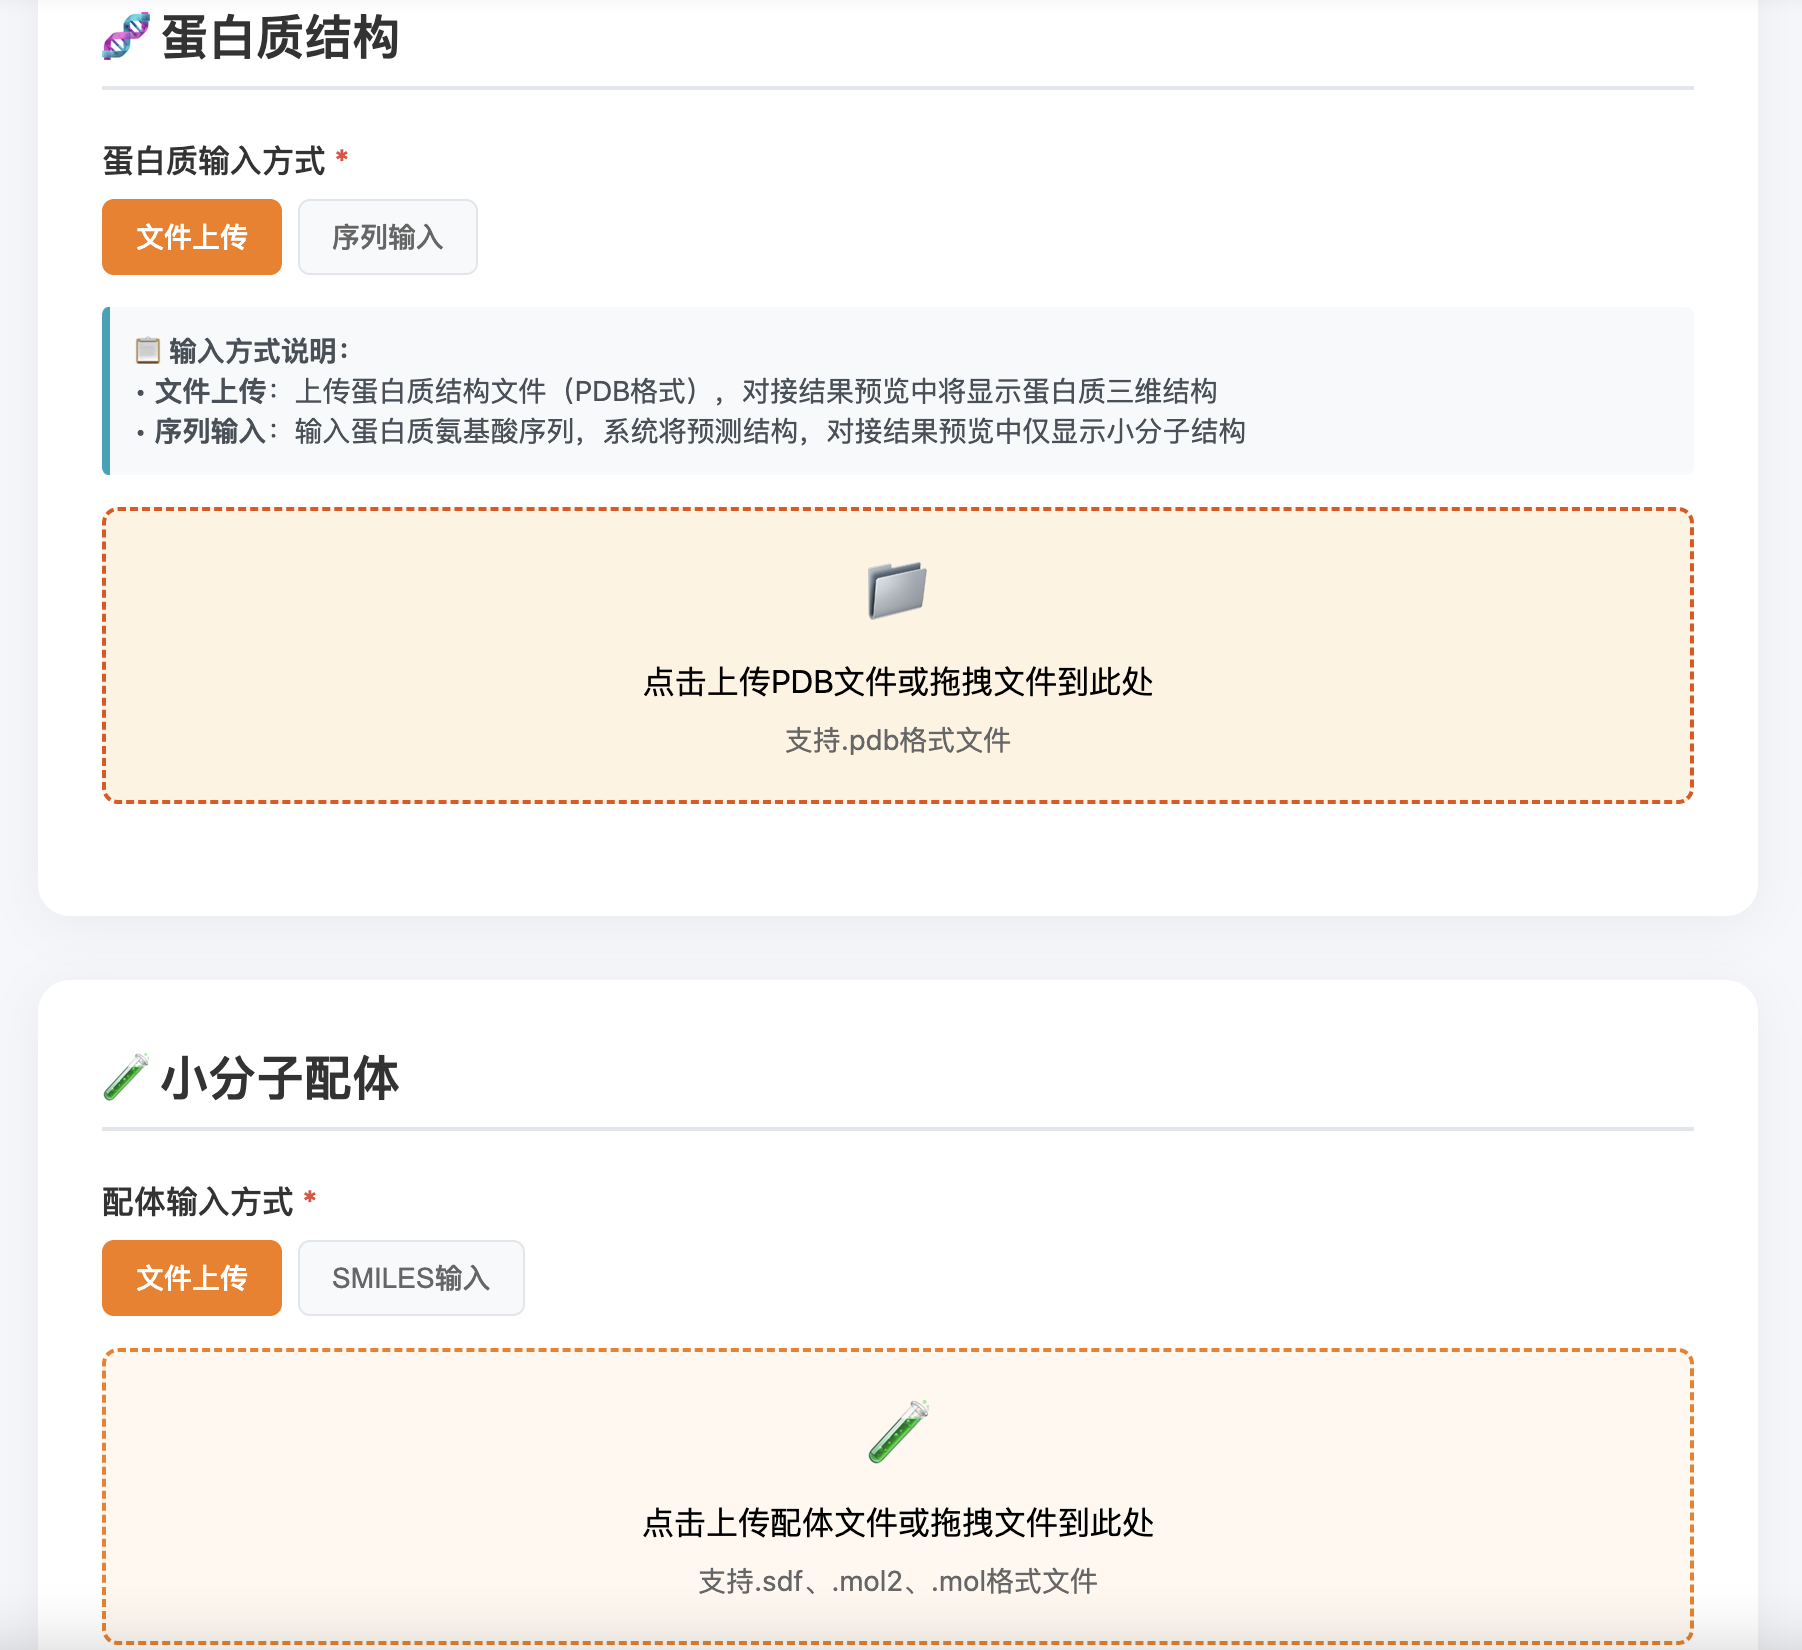 蛋白质结构
蛋白质输入方式 *
文件上传
序列输入
输入方式说明：
• 文件上传：上传蛋白质结构文件（PDB格式），对接结果预览中将显示蛋白质三维结构
• 序列输入：输入蛋白质氨基酸序列，系统将预测结构，对接结果预览中仅显示小分子结构
点击上传PDB文件或拖拽文件到此处
支持.pdb格式文件
小分子配体
配体输入方式 *
文件上传
SMILES输入
点击上传配体文件或拖拽文件到此处
支持.sdf、.mol2、.mol格式文件